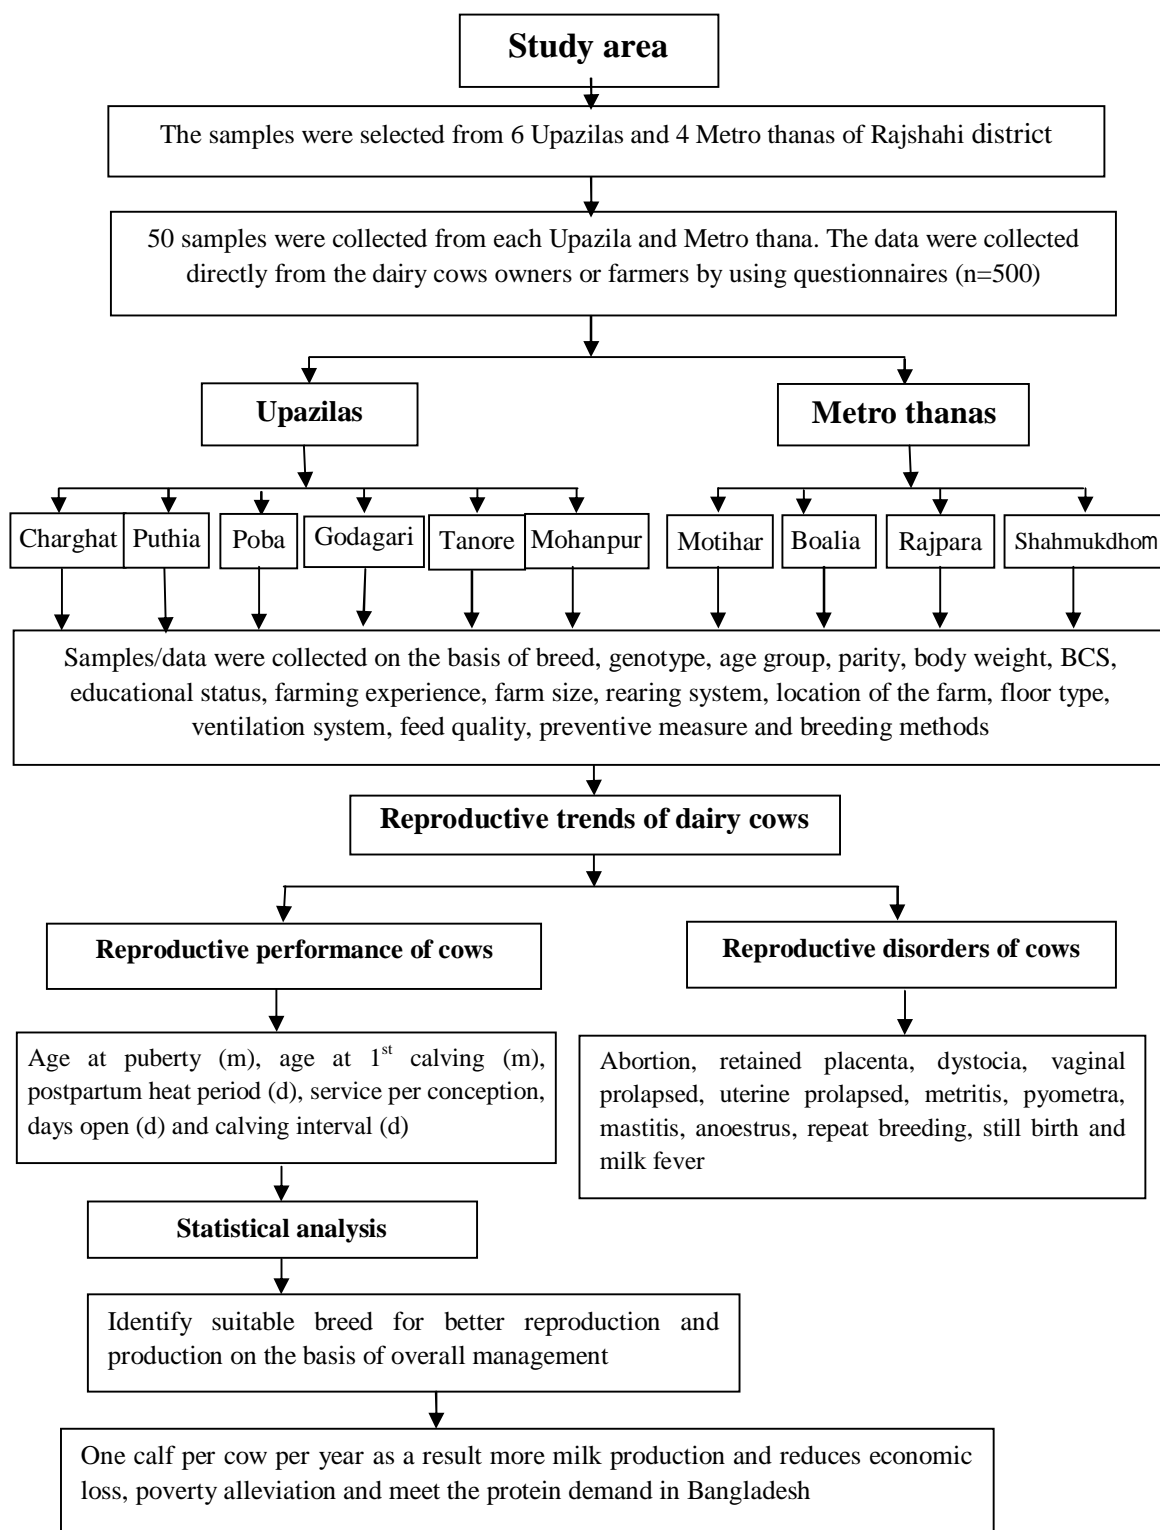 Study area
The samples were selected from 6 Upazilas and 4 Metro thanas of Rajshahi district
50 samples were collected from each Upazila and Metro thana. The data were collected
directly from the dairy cows owners or farmers by using questionnaires (n=500)
Upazilas
Metro thanas
Charghat
Puthia
Poba
Godagari
Tanore
Mohanpur
Motihar
Boalia
Rajpara
Shahmukdhom
Samples/data were collected on the basis of breed, genotype, age group, parity, body weight, BCS,
educational status, farming experience, farm size, rearing system, location of the farm, floor type,
ventilation system, feed quality, preventive measure and breeding methods
Reproductive trends of dairy cows
Reproductive performance of cows
Reproductive disorders of cows
Age at puberty (m), age at 1st calving (m),
postpartum heat period (d), service per conception,
days open (d) and calving interval (d)
Abortion, retained placenta, dystocia, vaginal
prolapsed, uterine prolapsed, metritis, pyometra,
mastitis, anoestrus, repeat breeding, still birth and
milk fever
Statistical analysis
Identify suitable breed for better reproduction and
production on the basis of overall management
One calf per cow per year as a result more milk production and reduces economic
loss, poverty alleviation and meet the protein demand in Bangladesh